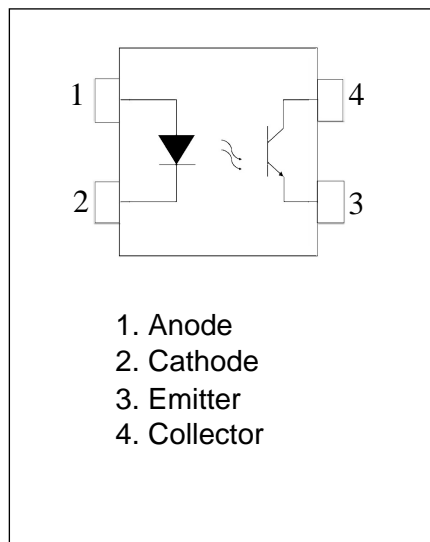 1 4
2 3
1. Anode
2. Cathode
3. Emitter
4. Collector